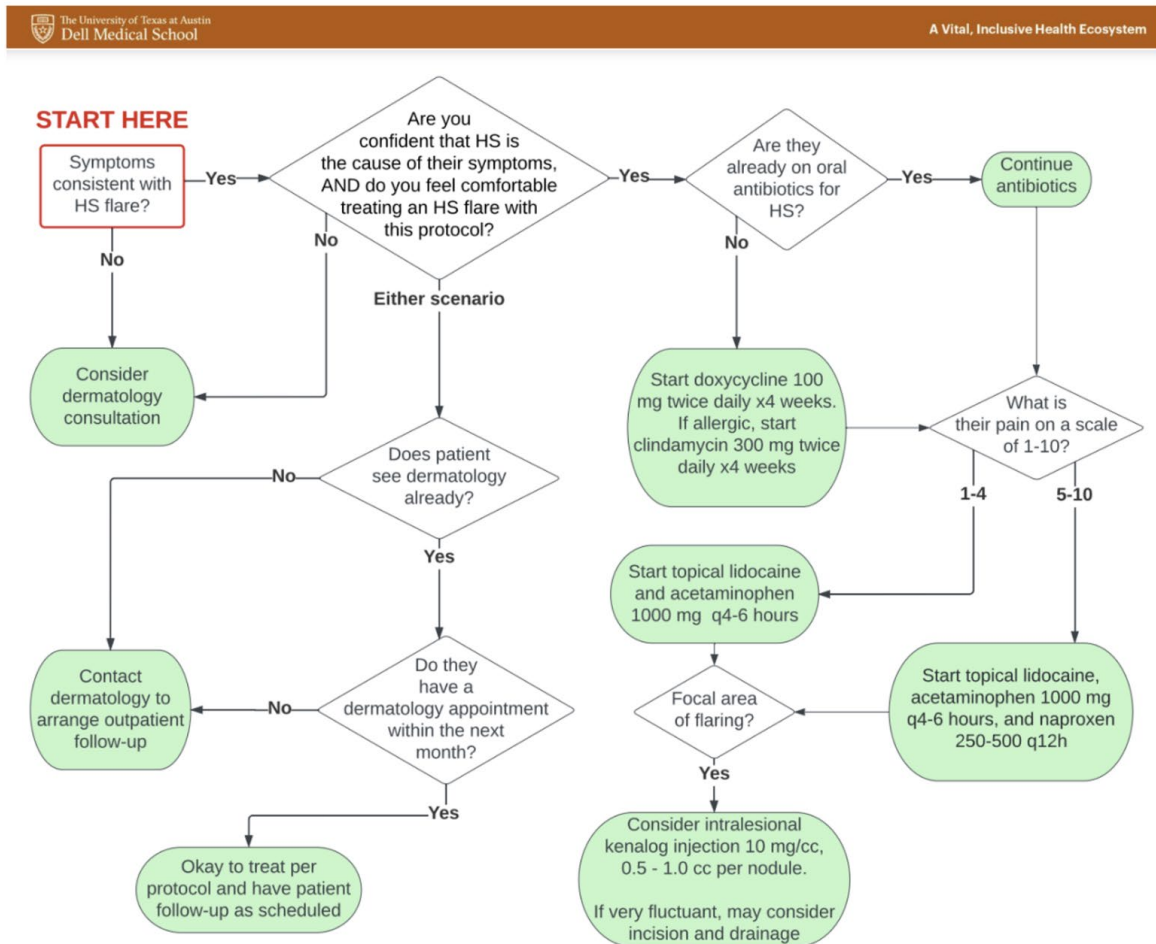 The University of Texas at Austin
Dell Medical School
A Vital, Inclusive Health Ecosystem
START HERE
Symptoms
consistent with
HS flare?
Yes
No
Are you
confident that HS is
the cause of their symptoms,
AND do you feel comfortable
treating an HS flare with
this protocol?
Yes
No
Either scenario
Are they
already on oral
antibiotics for
HS?
Yes
No
Continue
antibiotics
Consider
dermatology
consultation
Start doxycycline 100
mg twice daily x4 weeks.
If allergic, start
clindamycin 300 mg twice
daily x4 weeks
What is
their pain on a scale
of 1-10?
1-4
5-10
Does patient
see dermatology
already?
No
Yes
Start topical lidocaine
and acetaminophen
1000 mg q4-6 hours
Contact
dermatology to
arrange outpatient
follow-up
Do they
have a
dermatology appointment
within the next
month?
No
Yes
Focal area
of flaring?
Yes
Start topical lidocaine,
acetaminophen 1000 mg
q4-6 hours, and naproxen
250-500 q12h
Okay to treat per
protocol and have patient
follow-up as scheduled
Consider intralesional
kenalog injection 10 mg/cc,
0.5 - 1.0 cc per nodule.
If very fluctuant, may consider
incision and drainage